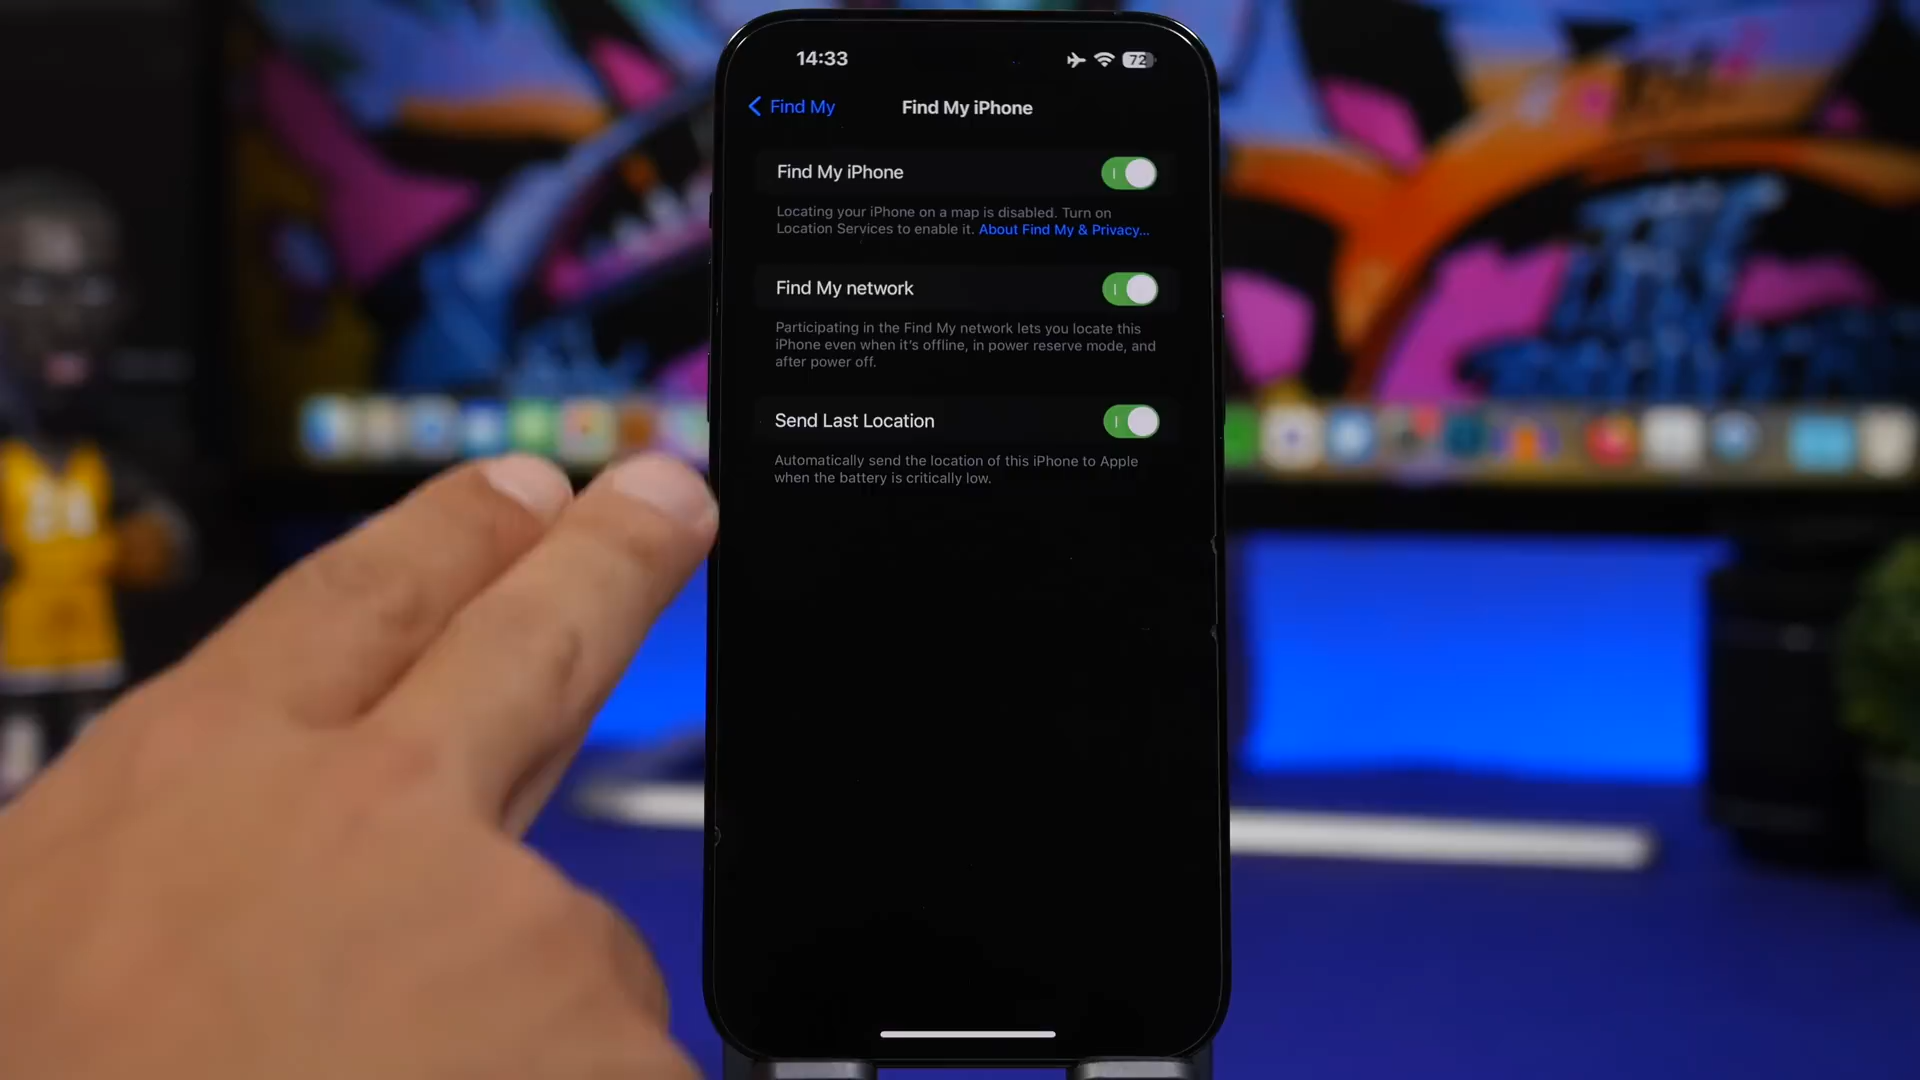 14:33
72
Find My
Find My iPhone
Find My iPhone
Locating your iPhone on a map is disabled. Turn on
Location Services to enable it. About Find My & Privacy...
Find My network
Participating in the Find My network lets you locate this
iPhone even when it's offline, in power reserve mode, and
after power off.
Send Last Location
Automatically send the location of this iPhone to Apple
when the battery is critically low.